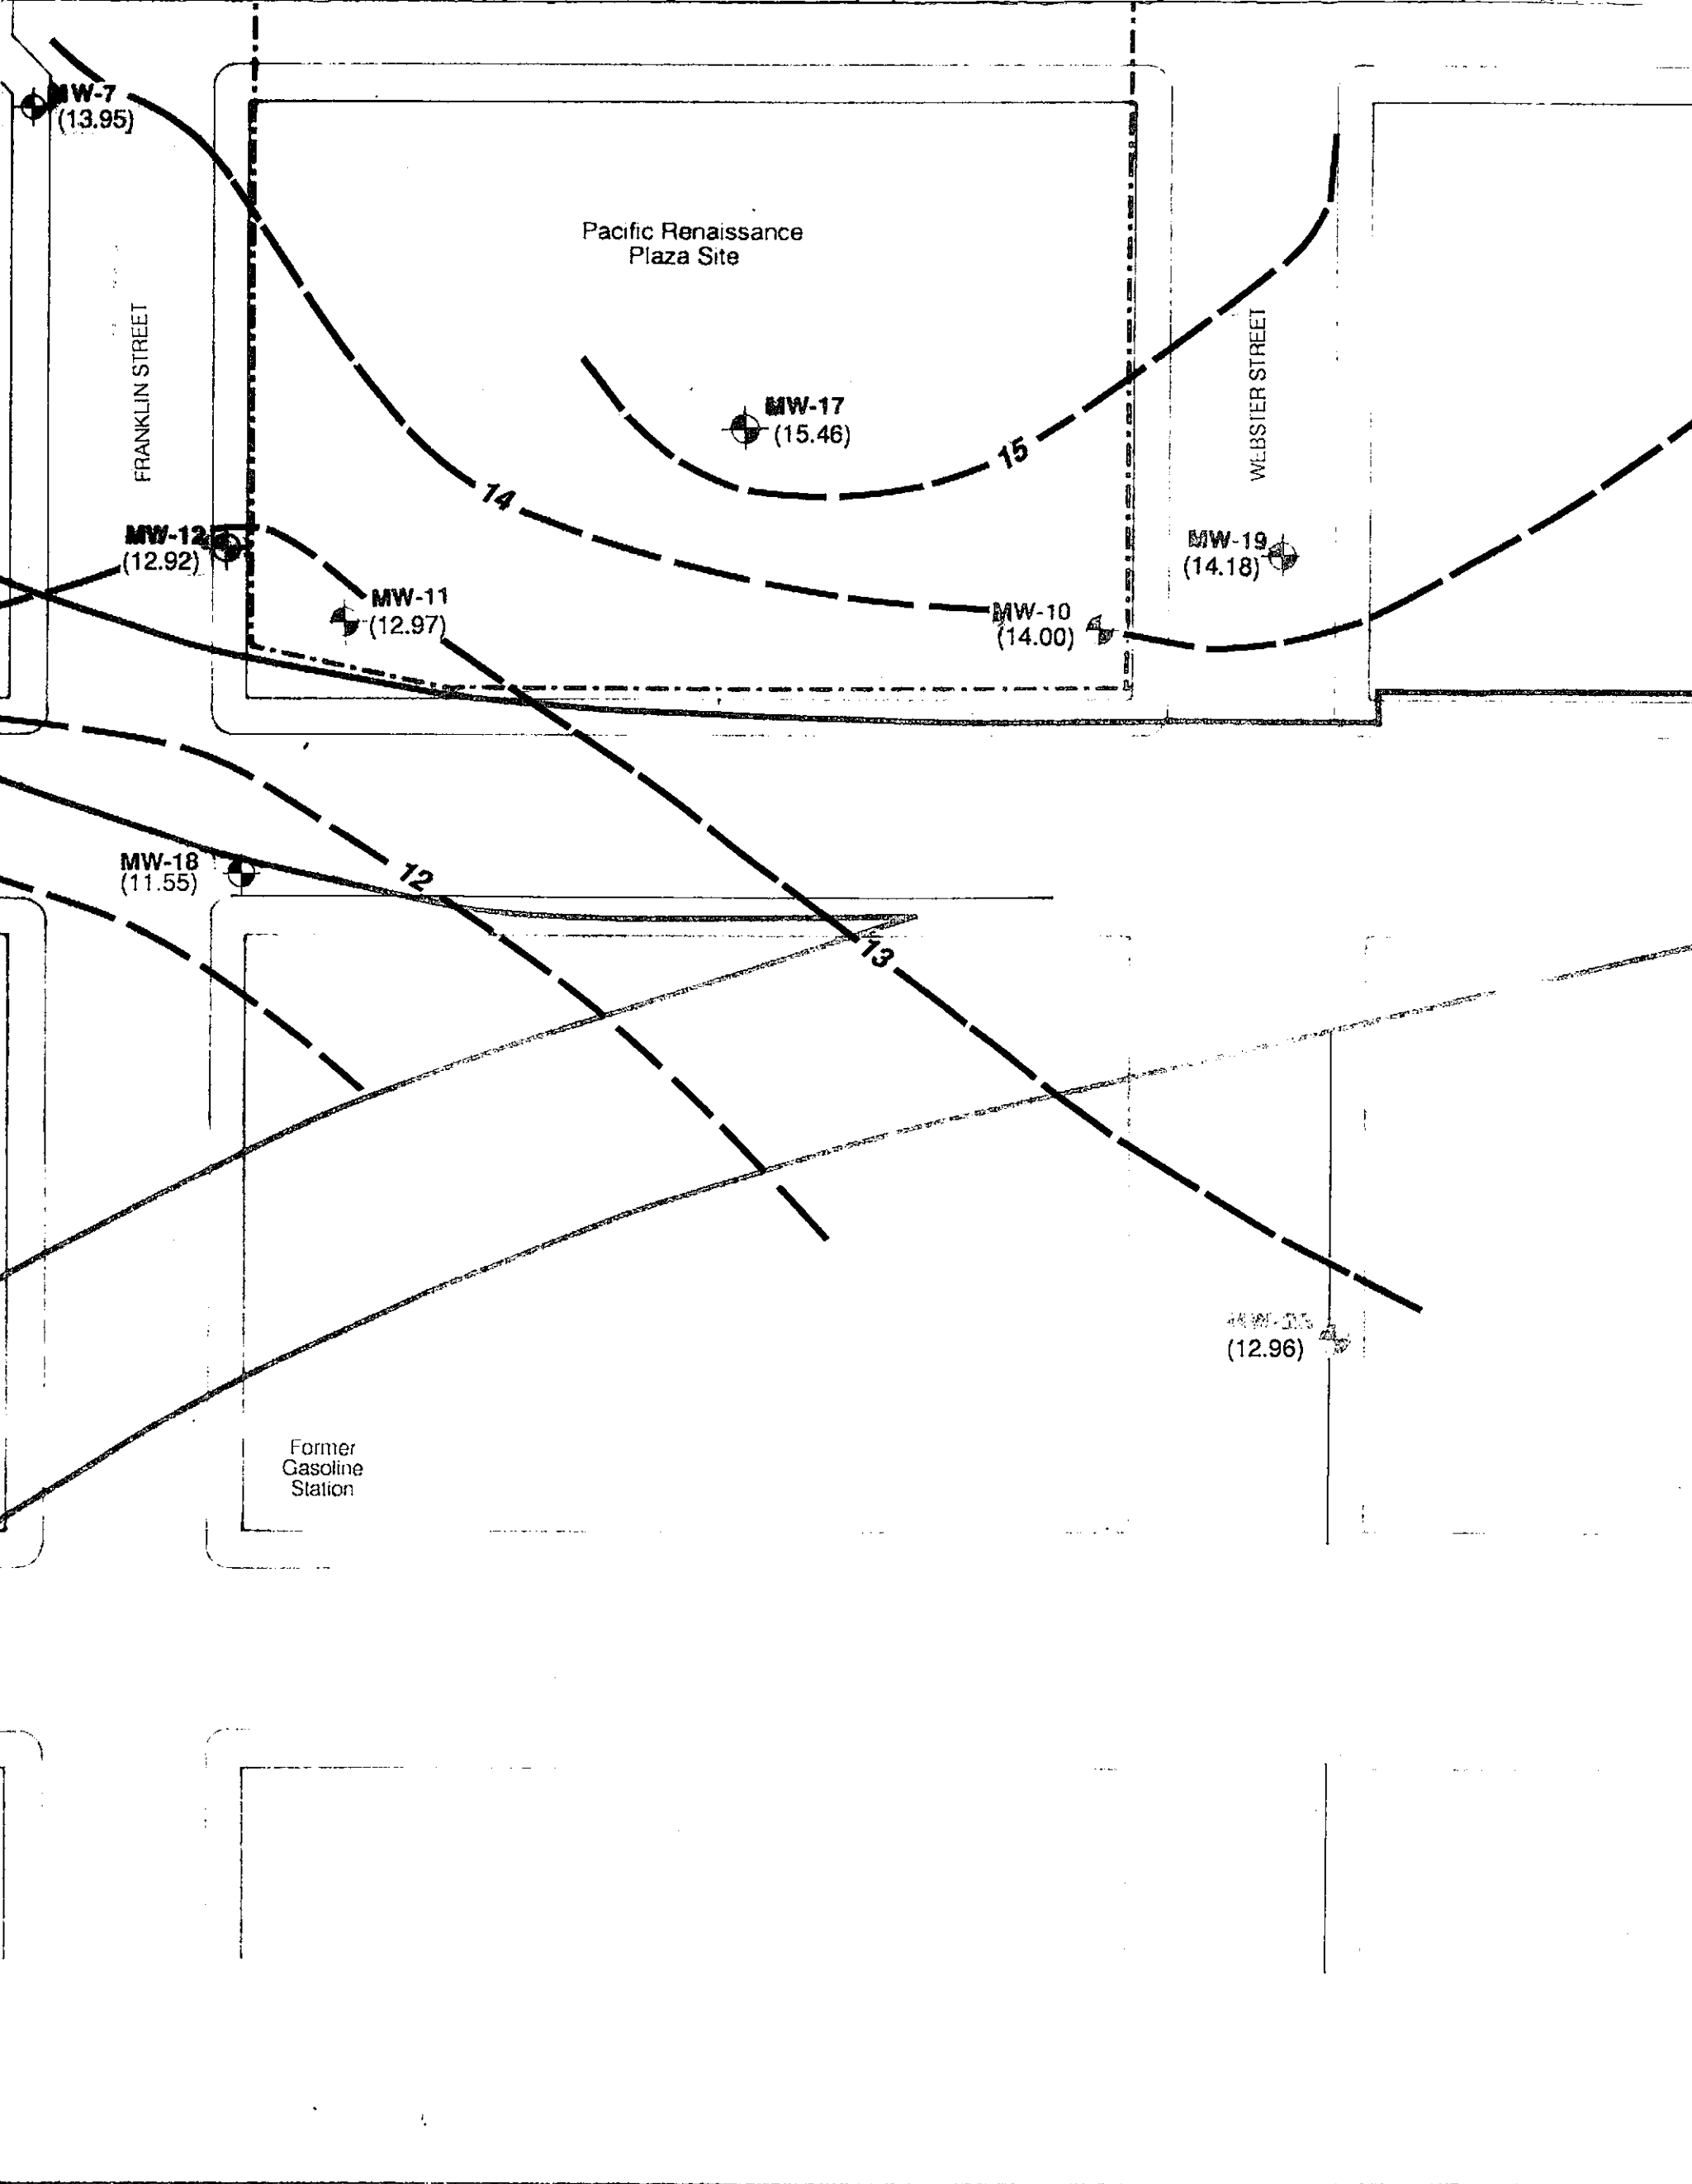 MW-7
(13.95)
Pacific Renaissance
Plaza Site
FRANKLIN STREET
WEBSTER STREET
MW-17
(15.46)
15
14
MW-12
(12.92)
MW-19
(14.18)
MW-11
(12.97)
MW-10
(14.00)
MW-18
(11.55)
12
13
(12.96)
Former
Gasoline
Station